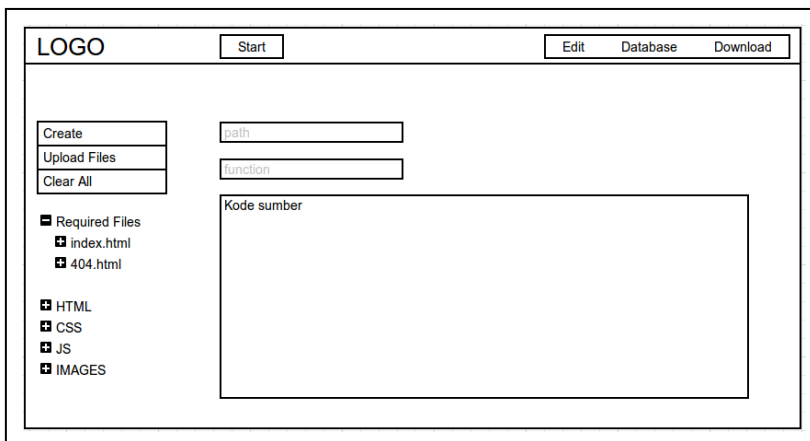 LOGO
Start
Edit Database Download
Create
Upload Files
Clear All
Required Files
index.html
404.html
HTML
CSS
JS
IMAGES
path
function
Kode sumber